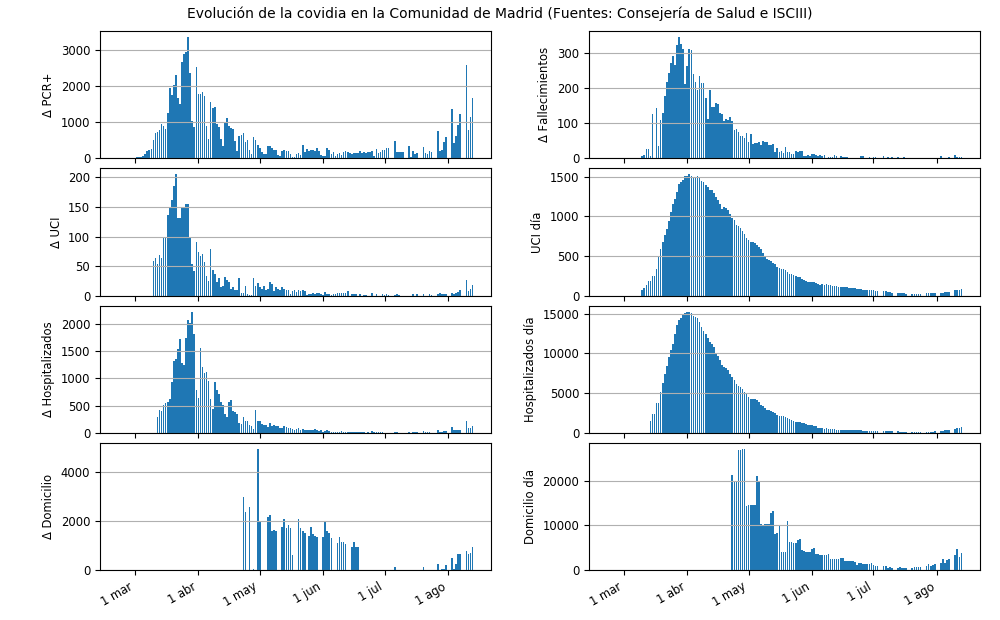 Evolución de la covidia en la Comunidad de Madrid (Fuentes: Consejería de Salud e ISCIII)
Δ PCR+
3000
2000
1000
0
Δ Fallecimientos
300
200
100
0
Δ UCI
200
150
100
50
0
UCI día
1500
1000
500
0
Δ Hospitalizados
2000
1500
1000
500
0
Hospitalizados día
15000
10000
5000
0
Δ Domicilio
4000
2000
0
Domicilio día
20000
10000
0
1 mar 1 abr 1 may 1 jun 1 jul 1 ago
1 mar 1 abr 1 may 1 jun 1 jul 1 ago